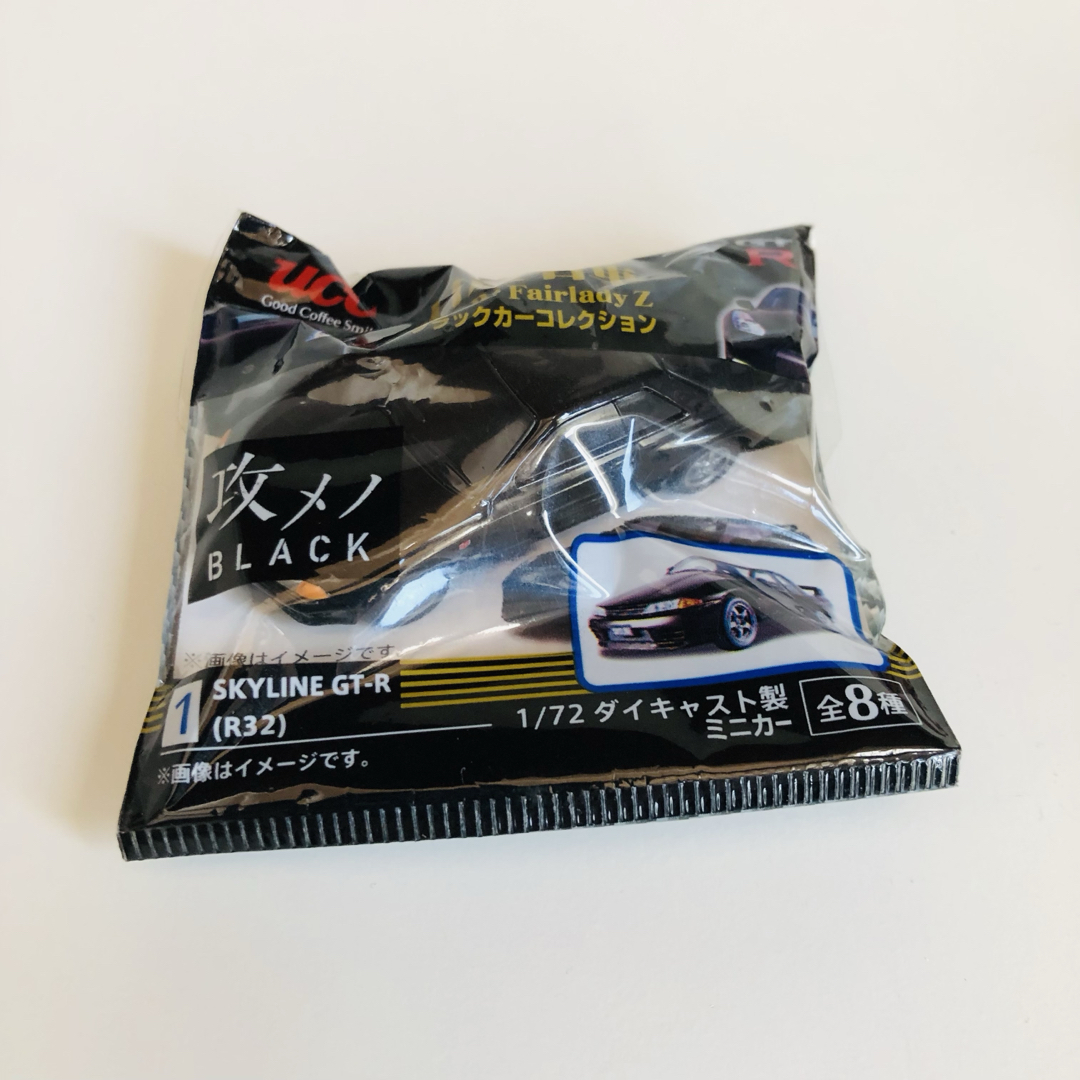 ucc
Good Coffee Smile
Fairlady Z
ックカーコレクション
R
攻メノ
BLACK
※画像はイメージです
1 SKYLINE GT-R
(R32)
1/72 ダイキャスト製
ミニカー
全8種
※画像はイメージです。